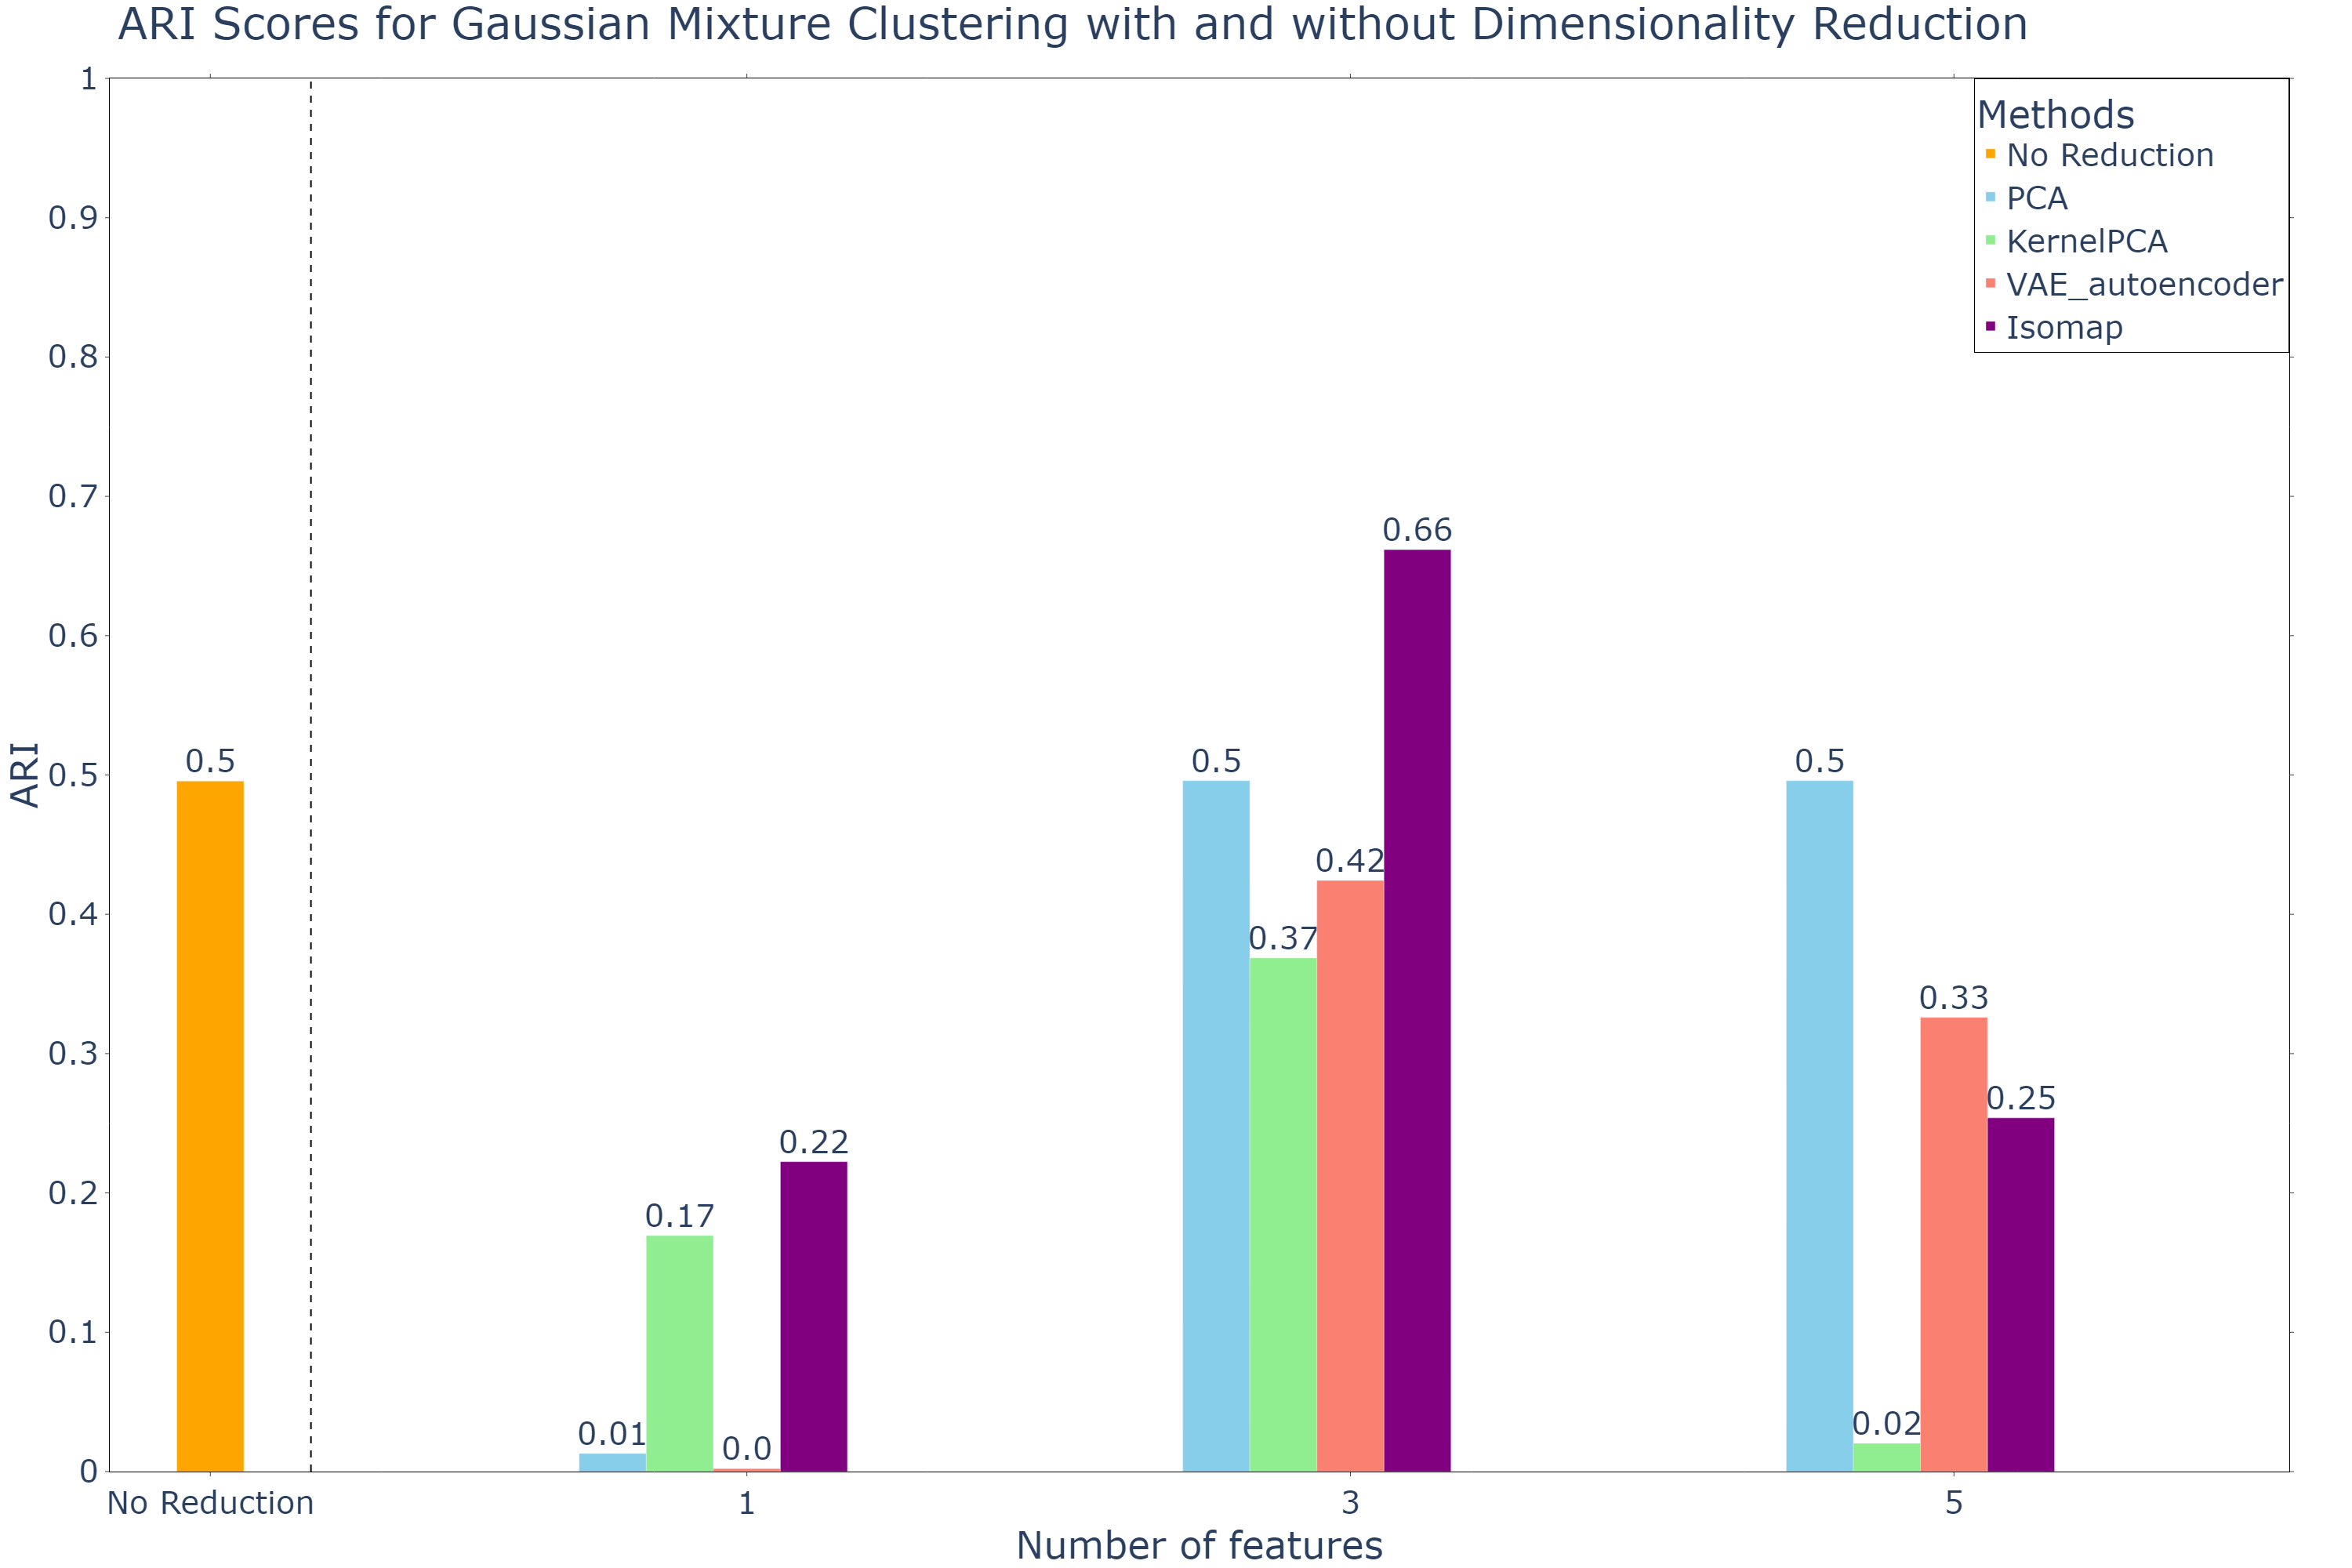 ARI Scores for Gaussian Mixture Clustering with and without Dimensionality Reduction
Methods
No Reduction
PCA
KernelPCA
VAE_autoencoder
Isomap
ARI
1
0.9
0.8
0.7
0.6
0.5
0.4
0.3
0.2
0.1
0
0.5
0.01
0.17
0.0
0.22
0.5
0.37
0.42
0.66
0.5
0.02
0.33
0.25
No Reduction
1
3
5
Number of features